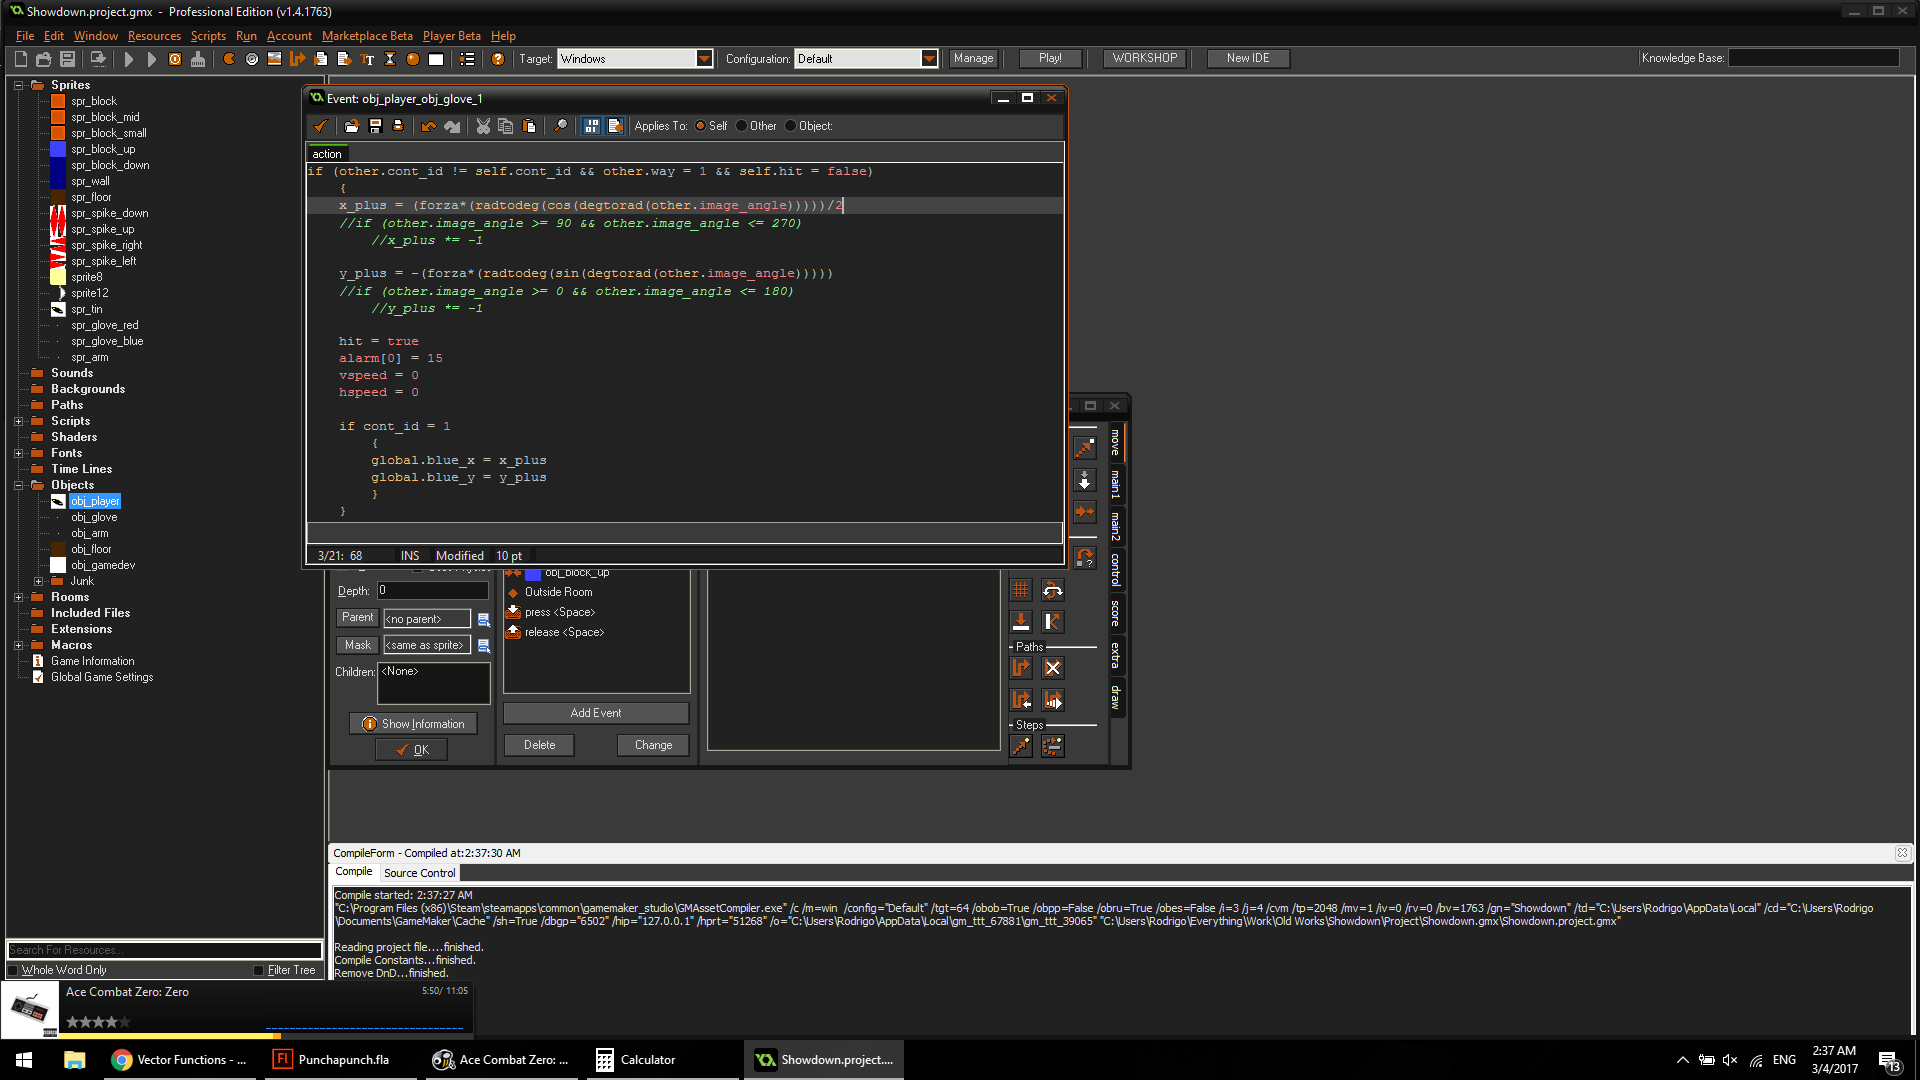 Showdown.project.gmx - Professional Edition (v1.4.1763)
File Edit Window Resources Scripts Run Account Marketplace Beta Player Beta Help
Target: Windows Configuration: Default Manage Play! WORKSHOP New IDE Knowledge Base:
Sprites
spr_block
spr_block_mid
spr_block_small
spr_block_up
spr_block_down
spr_wall
spr_floor
spr_spike_down
spr_spike_up
spr_spike_right
spr_spike_left
sprite8
sprite12
spr_tin
spr_glove_red
spr_glove_blue
spr_arm
Sounds
Backgrounds
Paths
Scripts
Shaders
Fonts
Time Lines
Objects
obj_player
obj_glove
obj_arm
obj_floor
obj_gamedev
Junk
Rooms
Included Files
Extensions
Macros
Game Information
Global Game Settings
Search For Resources...
Whole Word Only Filter Tree
Event: obj_player_obj_glove_1
Applies To: Self Other Object:
action
if (other.cont_id != self.cont_id && other.way = 1 && self.hit = false)
{
x_plus = (forza*(radtodeg(cos(degtorad(other.image_angle)))))/2
//if (other.image_angle >= 90 && other.image_angle <= 270)
//x_plus *= -1
y_plus = -(forza*(radtodeg(sin(degtorad(other.image_angle)))))
//if (other.image_angle >= 0 && other.image_angle <= 180)
//y_plus *= -1
hit = true
alarm[0] = 15
vspeed = 0
hspeed = 0
if cont_id = 1
{
global.blue_x = x_plus
global.blue_y = y_plus
}
}
3/21: 68 INS Modified 10 pt
Depth: 0
Parent <no parent>
Mask <same as sprite>
Children: <None>
Show Information
OK
obj_block_up
Outside Room
press <Space>
release <Space>
Add Event
Delete Change
Paths
Steps
move
main1
main2
control
score
extra
draw
CompileForm - Compiled at:2:37:30 AM
Compile Source Control
Compile started: 2:37:27 AM
"C:\Program Files (x86)\Steam\steamapps\common\gamemaker_studio\GMAssetCompiler.exe" /c /m=win /config="Default" /tgt=64 /obob=True /obpp=False /obru=True /obes=False /i=3 /j=4 /cvm /tp=2048 /mv=1 /iv=0 /rv=0 /bv=1763 /gn="Showdown" /td="C:\Users\Rodrigo\AppData\Local" /cd="C:\Users\Rodrigo
\Documents\GameMaker\Cache" /sh=True /dbgp="6502" /hip="127.0.0.1" /hprt="51268" /o="C:\Users\Rodrigo\AppData\Local\gm_ttt_67881\gm_ttt_39065" "C:\Users\Rodrigo\Everything\Work\Old Works\Showdown\Project\Showdown.gmx\Showdown.project.gmx"
Reading project file....finished.
Compile Constants...finished.
Remove DnD...finished.
Ace Combat Zero: Zero 5:50/ 11:05
Vector Functions - ...
Punchapunch.fla
Ace Combat Zero: ...
Calculator
Showdown.project....
ENG
2:37 AM
3/4/2017
13